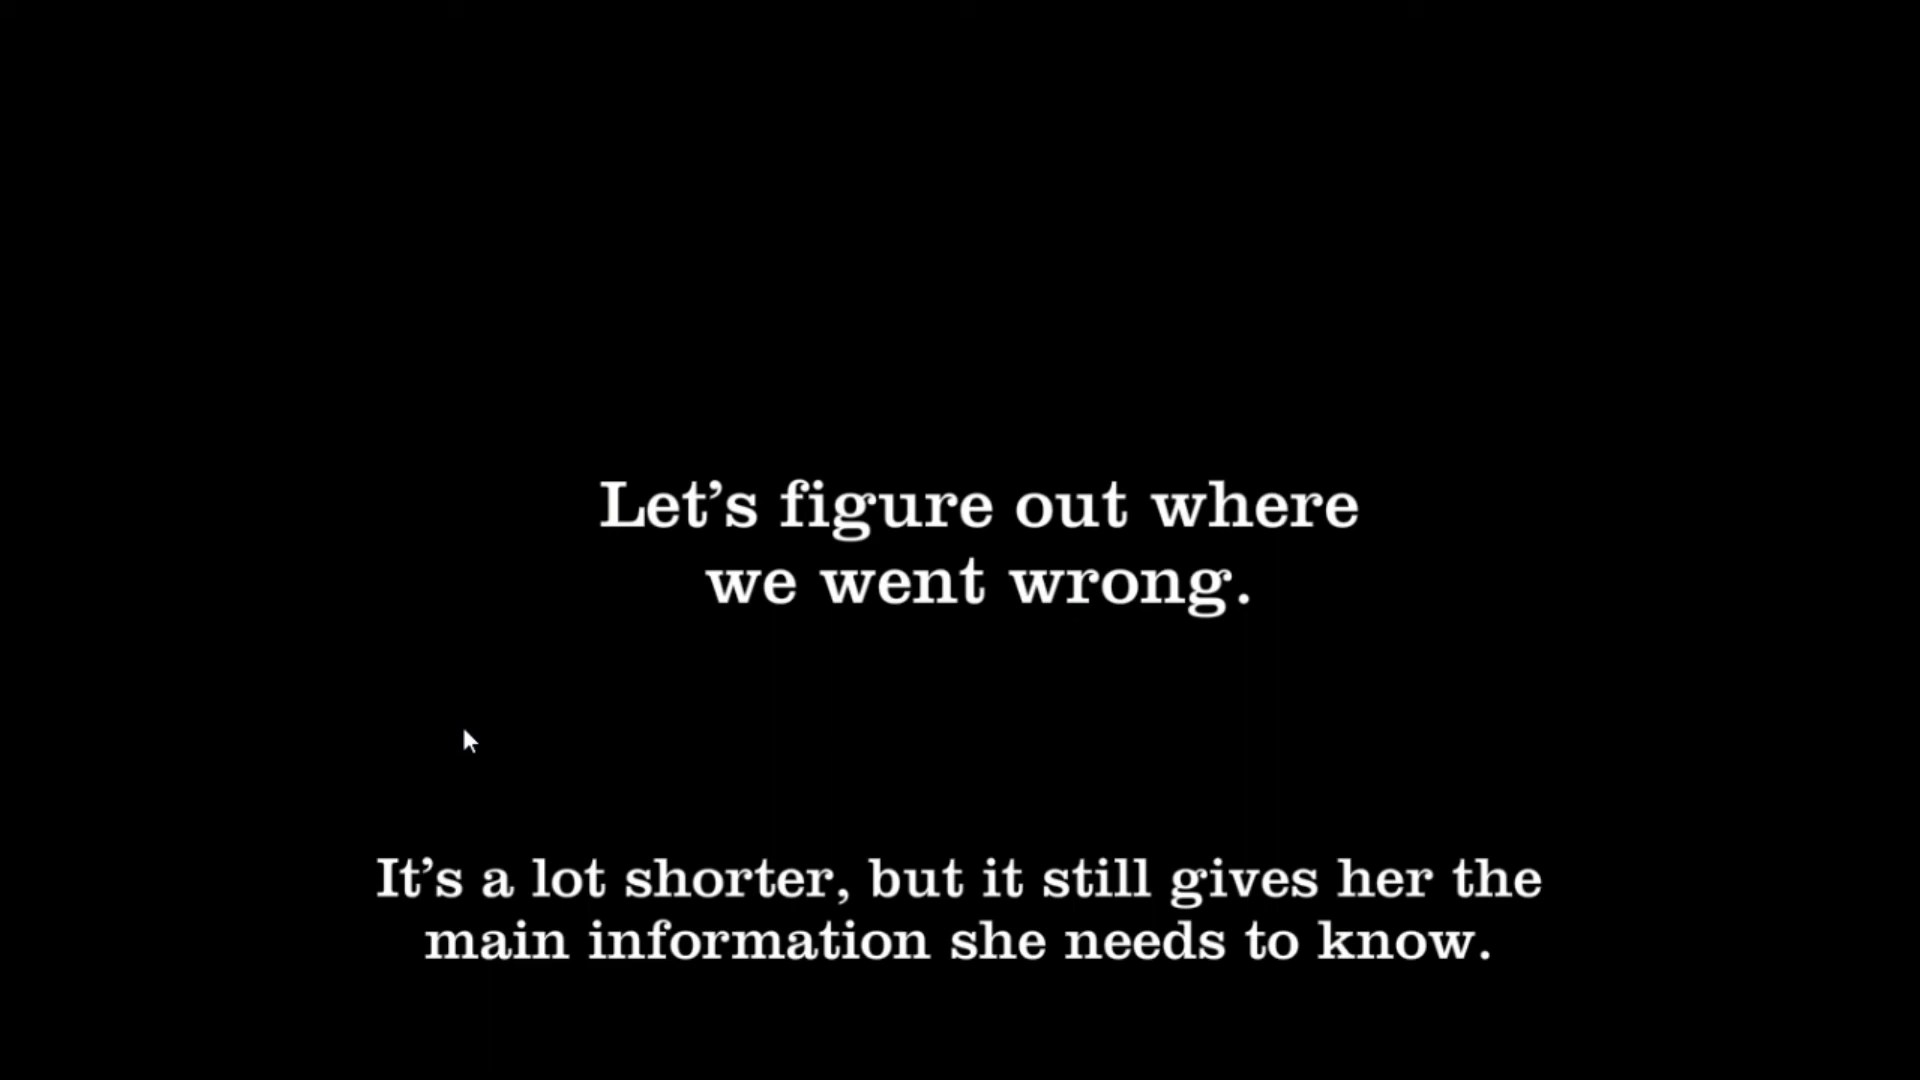 Let’s figure out where
we went wrong.
It’s a lot shorter, but it still gives her the
main information she needs to know.